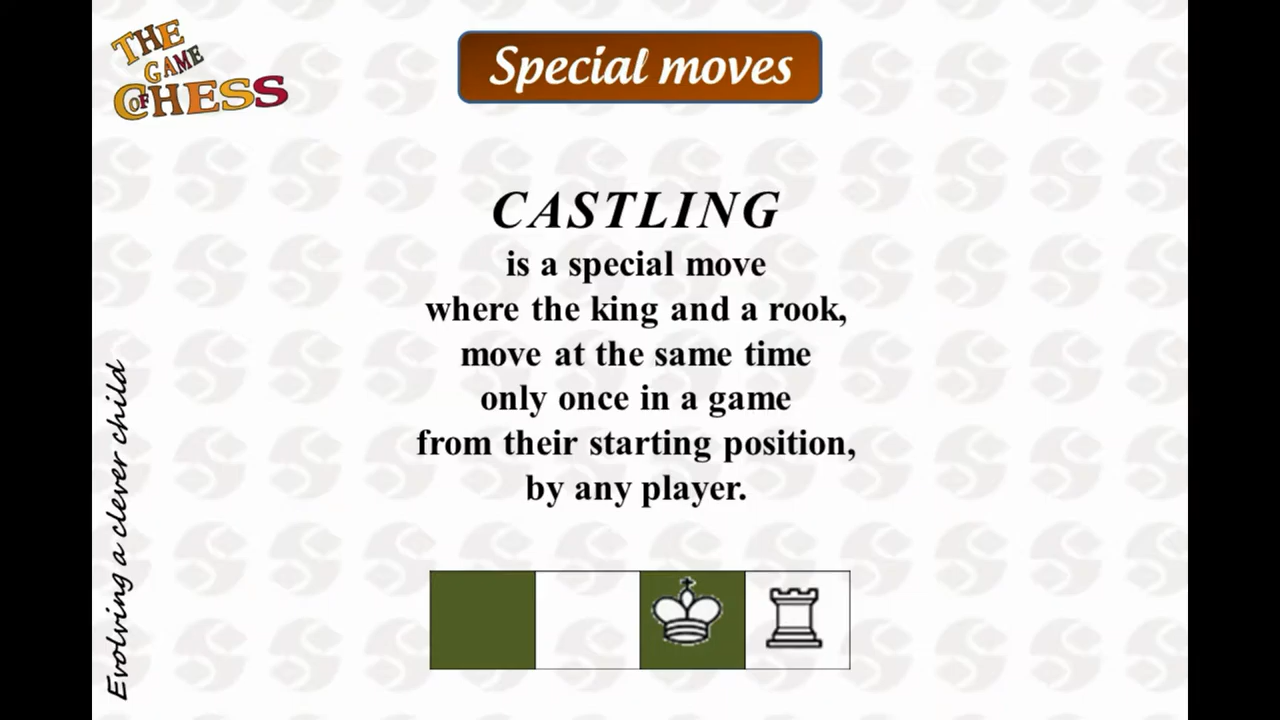 THE
GAME
OF CHESS
Special moves
CASTLING
is a special move
where the king and a rook,
move at the same time
only once in a game
from their starting position,
by any player.
Evolving a clever child